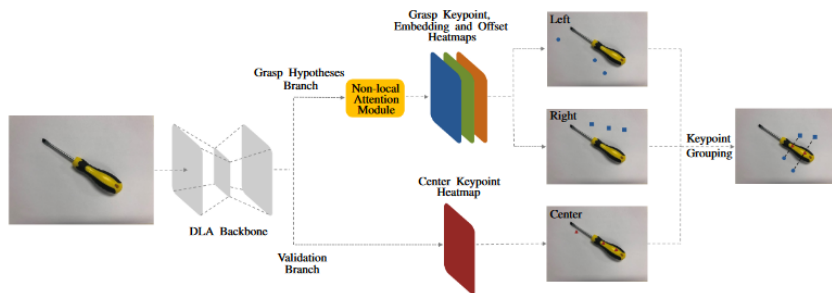 Grasp Keypoint,
Embedding and Offset
Heatmaps
Left
Grasp Hypotheses
Branch
Non-local
Attention
Module
Right
Keypoint
Grouping
Center Keypoint
Heatmap
Center
DLA Backbone
Validation
Branch